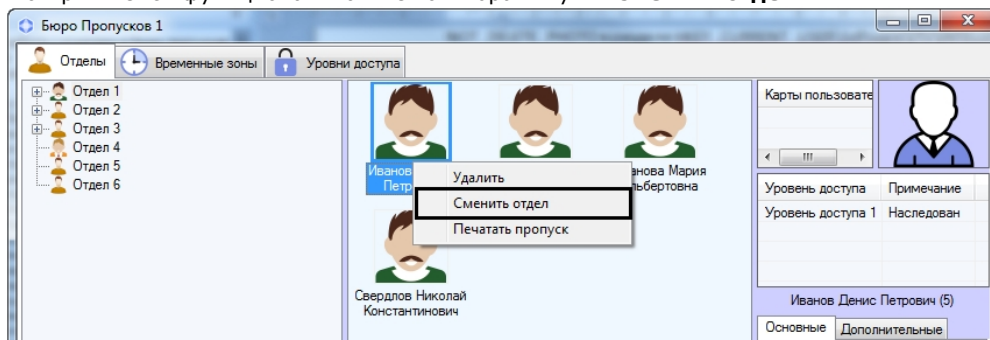 Бюро Пропусков 1
Отделы
Временные зоны
Уровни доступа
Отдел 1
Отдел 2
Отдел 3
Отдел 4
Отдел 5
Отдел 6
Иванов
Петр
Мария
Удалить
Сменить отдел
Печатать пропуск
Свердлов Николай
Константинович
Карты пользовате
Уровень доступа Примечание
Уровень доступа 1 Наследован
Иванов Денис Петрович (5)
Основные
Дополнительные